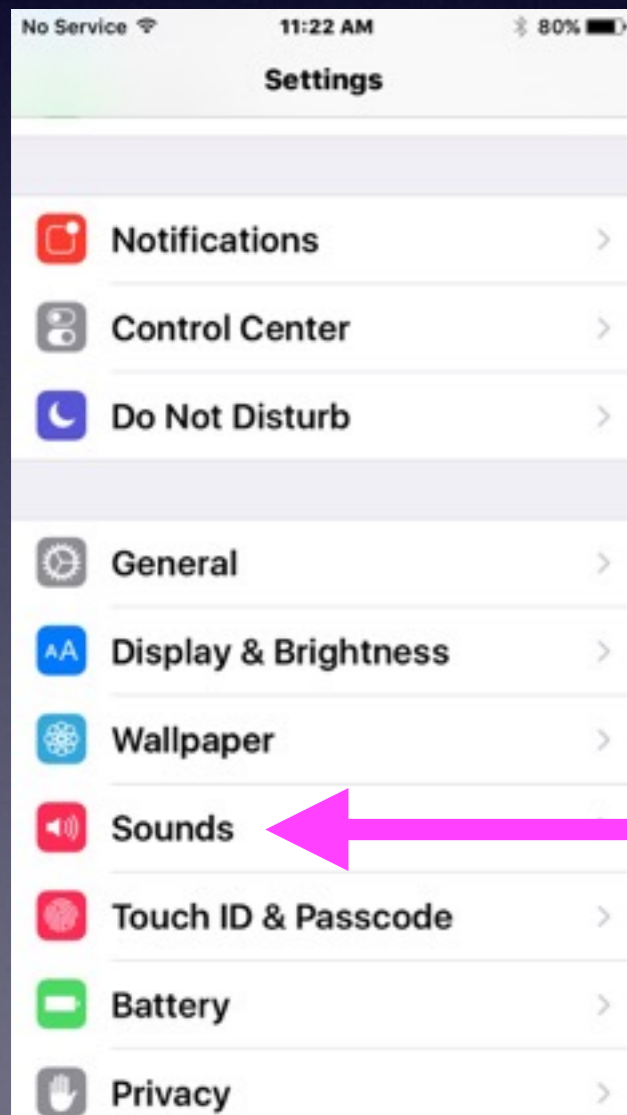 No Service 11:22 AM 80%
Settings
Notifications
Control Center
Do Not Disturb
General
AA Display & Brightness
Wallpaper
Sounds
Touch ID & Passcode
Battery
Privacy